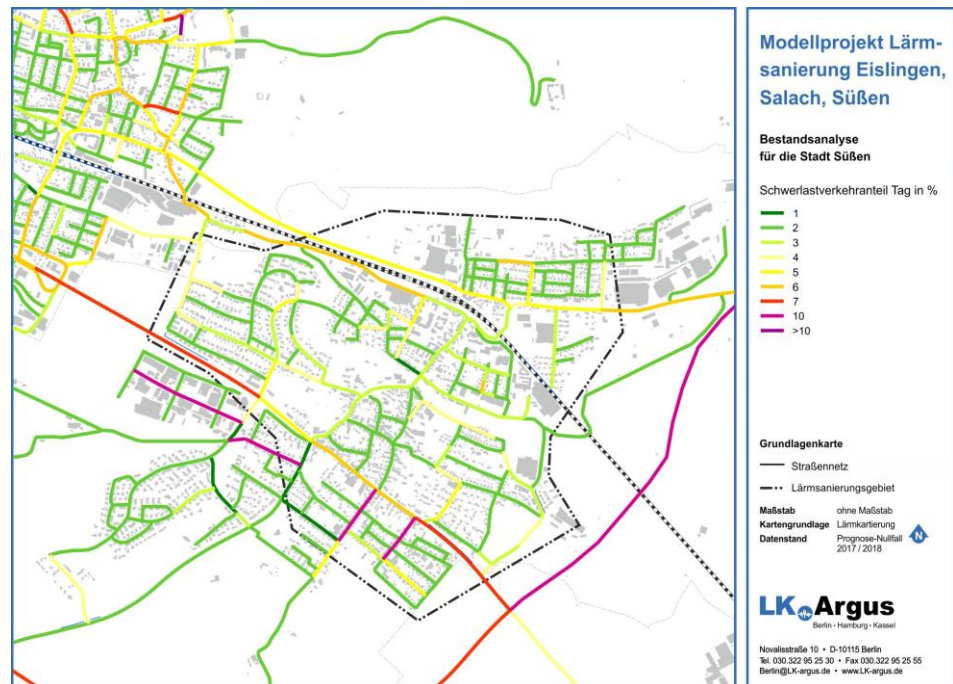 Modellprojekt Lärm-
sanierung Eislingen,
Salach, Süßen
Bestandsanalyse
für die Stadt Süßen
Schwerlastverkehranteil Tag in %
1
2
3
4
5
6
7
10
>10
Grundlagenkarte
Straßennetz
Lärmsanierungsgebiet
Maßstab ohne Maßstab
Kartengrundlage Lärmkartierung
Datenstand Prognose-Nullfall
2017 / 2018
N
LK Argus
Berlin • Hamburg • Kassel
Novalisstraße 10 • D-10115 Berlin
Tel. 030.322 95 25 30 • Fax 030.322 95 25 55
Berlin@LK-argus.de • www.LK-argus.de